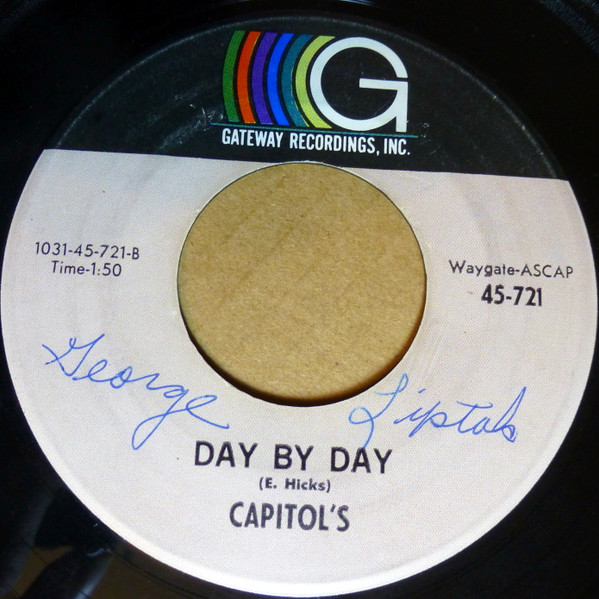 G
GATEWAY RECORDINGS, INC.
1031-45-721-B
Time-1:50
Waygate-ASCAP
45-721
George Liptak
DAY BY DAY
(E. Hicks)
CAPITOL'S